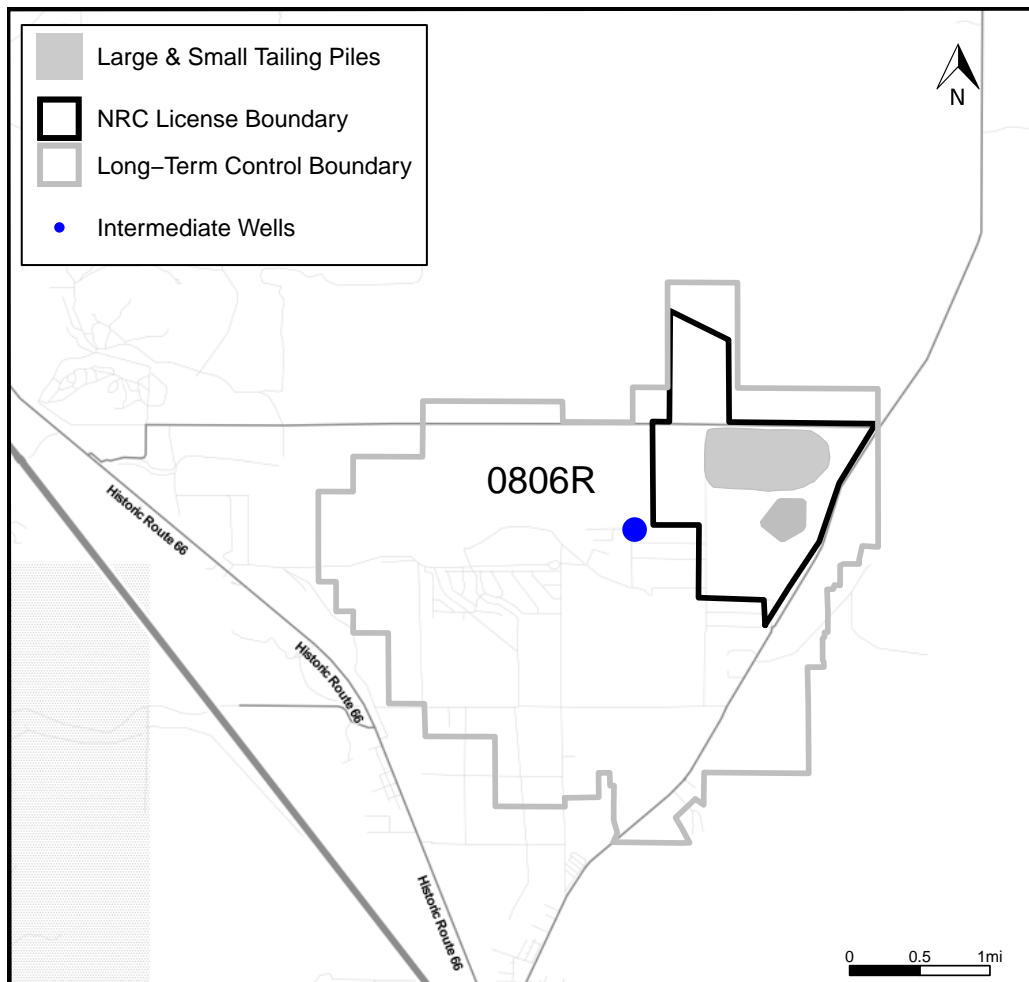 Large & Small Tailing Piles
NRC License Boundary
Long−Term Control Boundary
Intermediate Wells
N
0806R
Historic Route 66
Historic Route 66
Historic Route 66
0 0.5 1mi